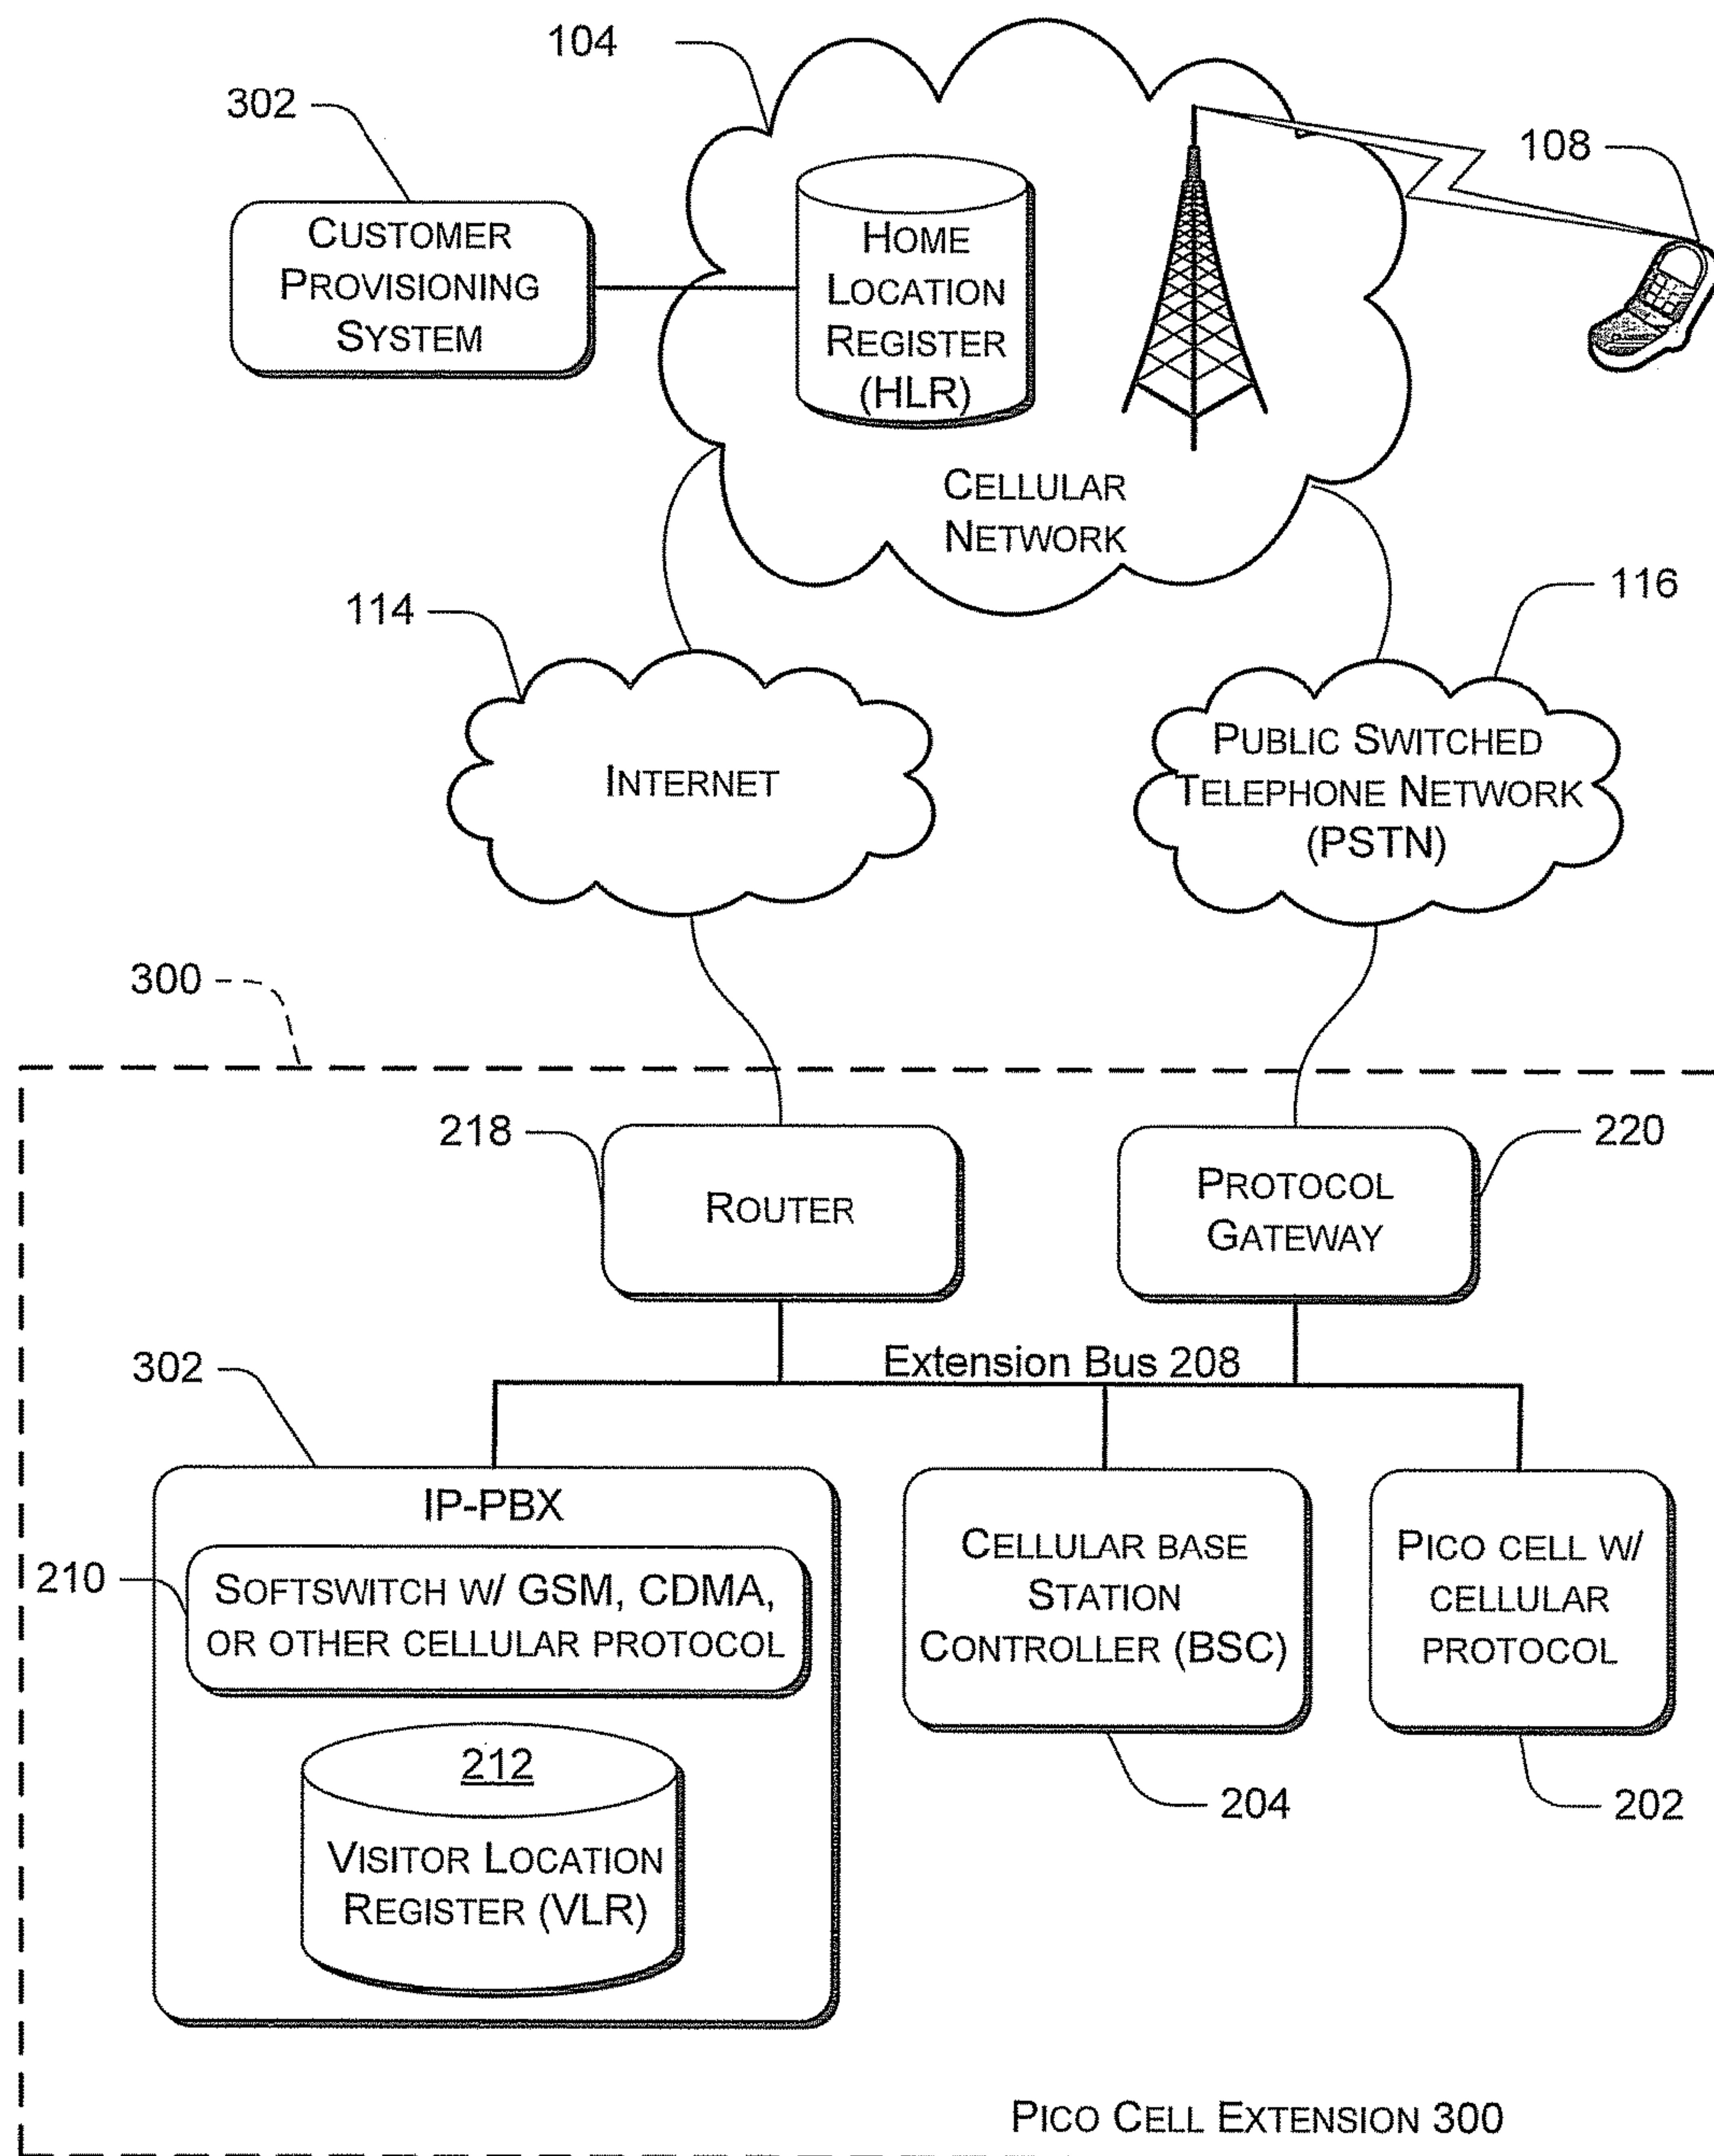 104
302
108
CUSTOMER
PROVISIONING
SYSTEM
HOME
LOCATION
REGISTER
(HLR)
CELLULAR
NETWORK
114
116
INTERNET
PUBLIC SWITCHED
TELEPHONE NETWORK
(PSTN)
300
218
220
ROUTER
PROTOCOL
GATEWAY
302
Extension Bus 208
IP-PBX
210
SOFTSWITCH W/ GSM, CDMA,
OR OTHER CELLULAR PROTOCOL
CELLULAR BASE
STATION
CONTROLLER (BSC)
PICO CELL W/
CELLULAR
PROTOCOL
212
VISITOR LOCATION
REGISTER (VLR)
204
202
PICO CELL EXTENSION 300